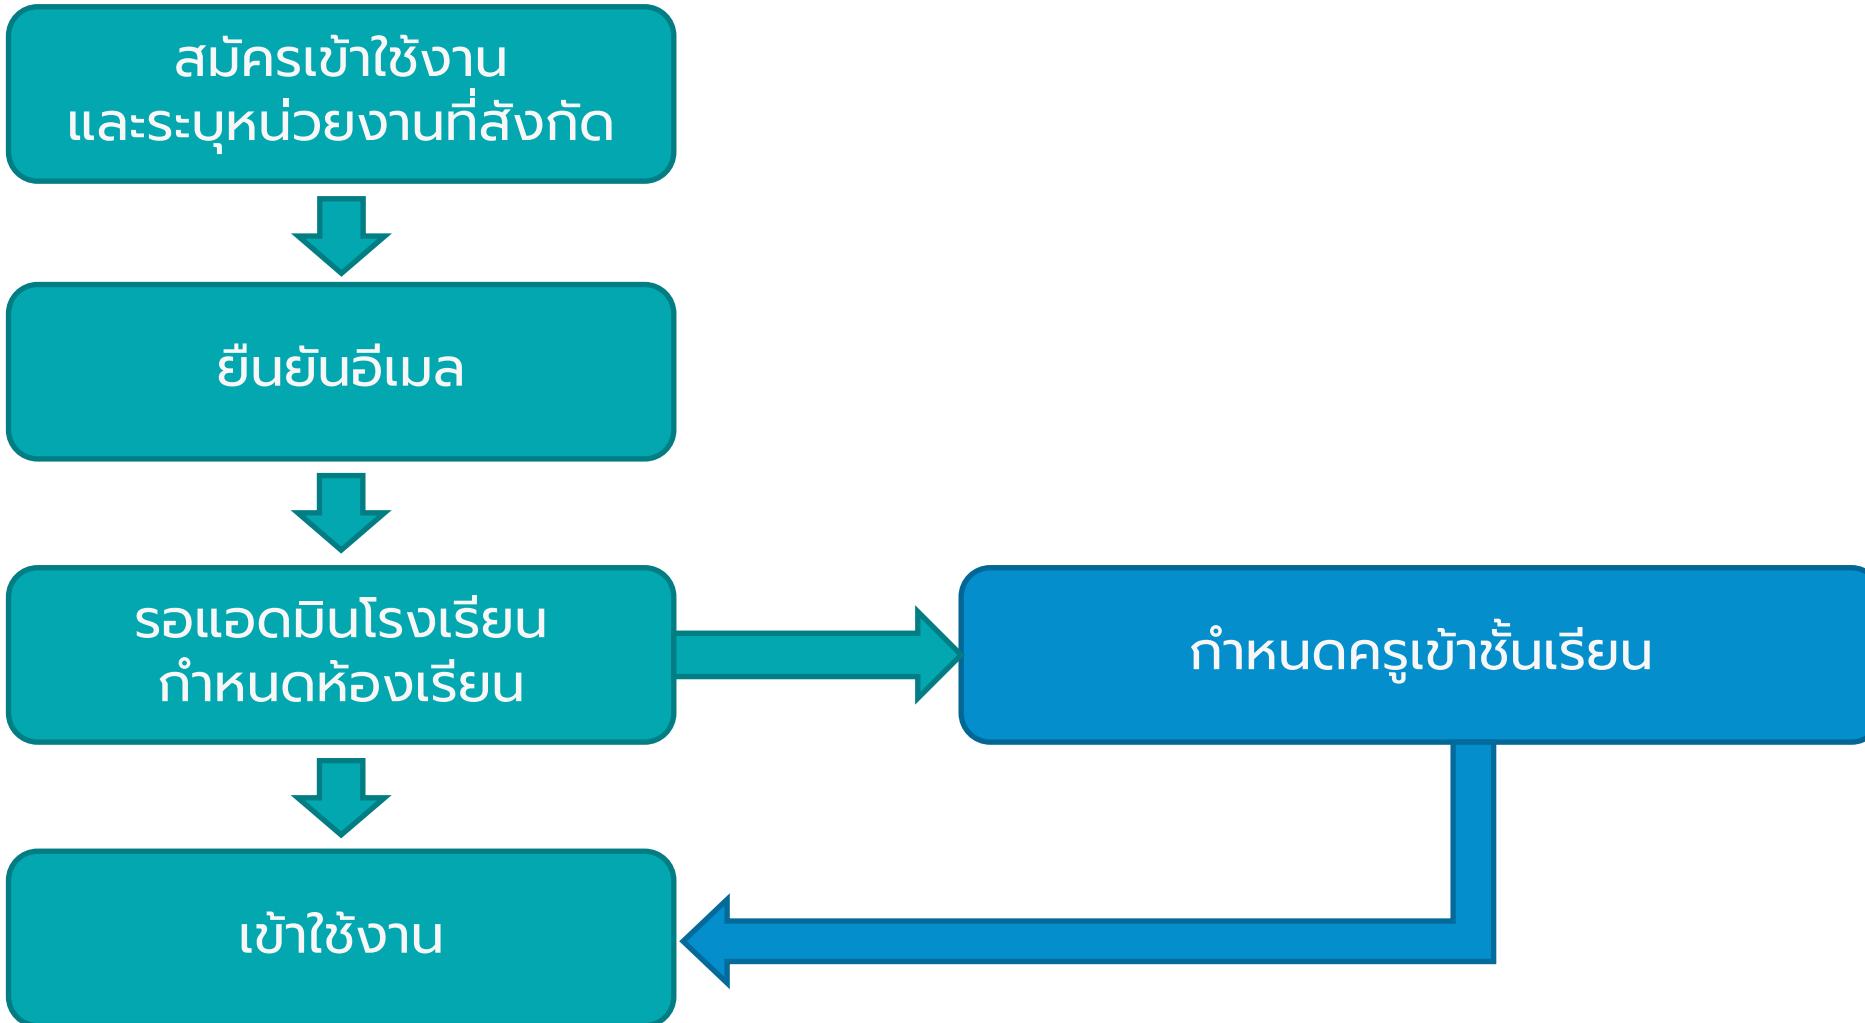 สมัครเข้าใช้งาน
และระบุหน่วยงานที่สังกัด
ยืนยันอีเมล
รอแอดมินโรงเรียน
กำหนดห้องเรียน
กำหนดครูเข้าชั้นเรียน
เข้าใช้งาน